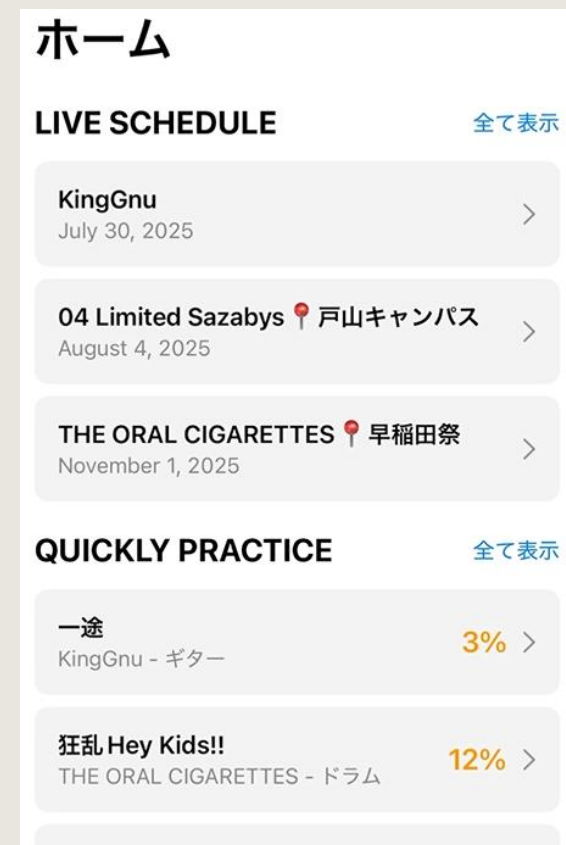 ホーム
LIVE SCHEDULE 全て表示
KingGnu
July 30, 2025
04 Limited Sazabys📍戸山キャンパス
August 4, 2025
THE ORAL CIGARETTES📍早稲田祭
November 1, 2025
QUICKLY PRACTICE 全て表示
一途
KingGnu - ギター
3%
狂乱 Hey Kids!!
THE ORAL CIGARETTES - ドラム
12%